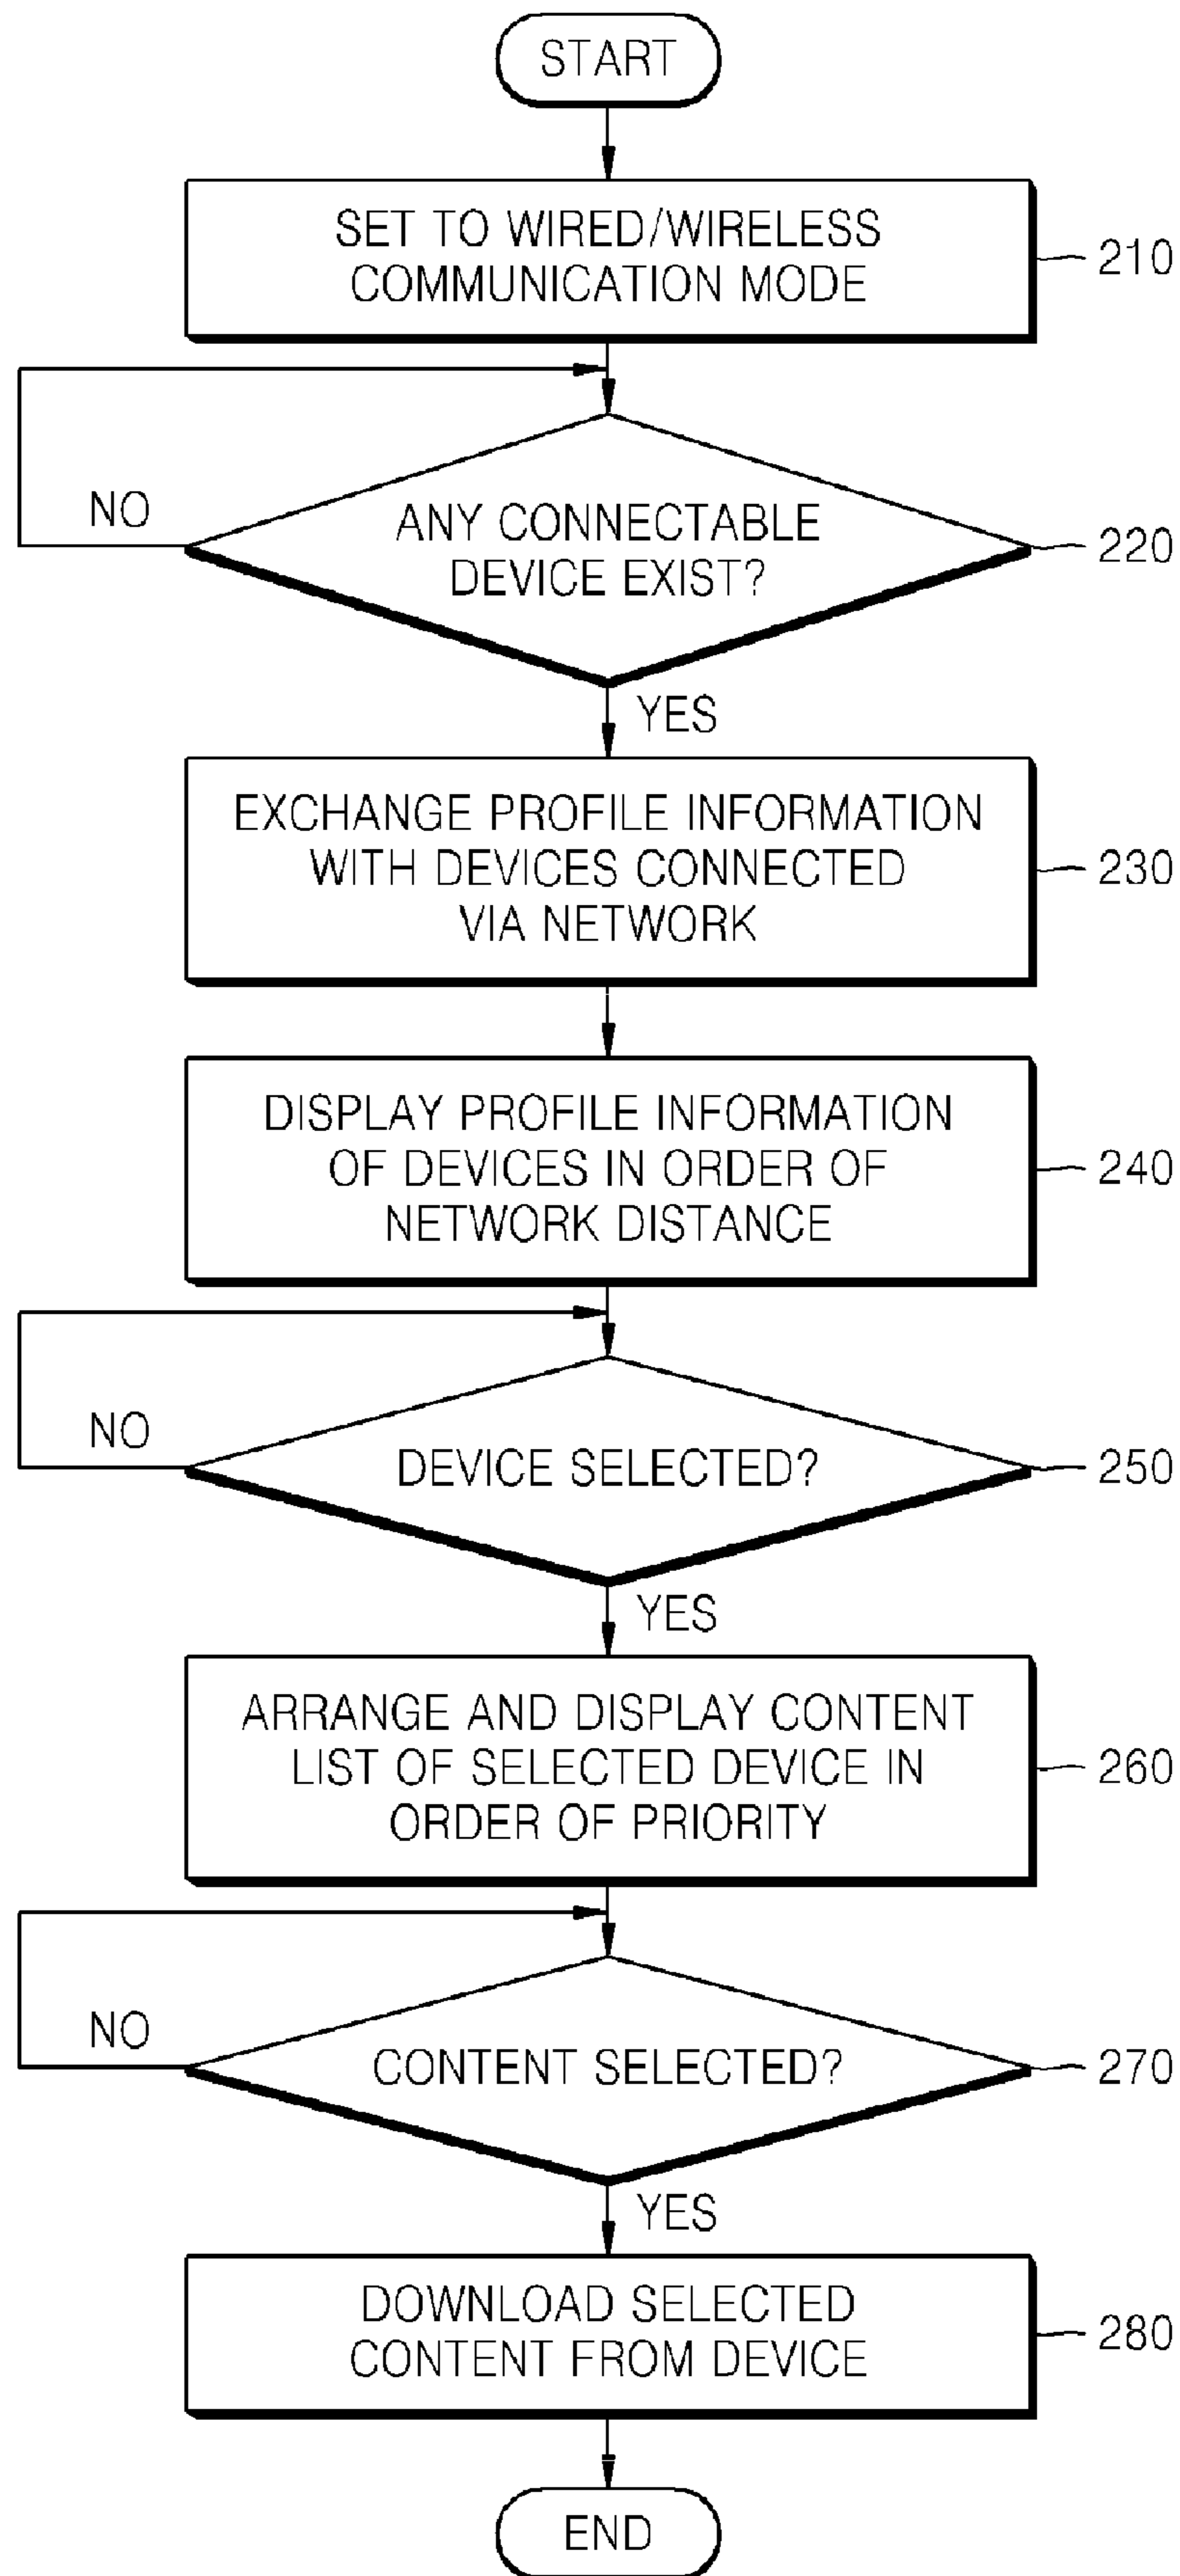 START
SET TO WIRED/WIRELESS
COMMUNICATION MODE
210
NO
ANY CONNECTABLE
DEVICE EXIST?
220
YES
EXCHANGE PROFILE INFORMATION
WITH DEVICES CONNECTED
VIA NETWORK
230
DISPLAY PROFILE INFORMATION
OF DEVICES IN ORDER OF
NETWORK DISTANCE
240
NO
DEVICE SELECTED?
250
YES
ARRANGE AND DISPLAY CONTENT
LIST OF SELECTED DEVICE IN
ORDER OF PRIORITY
260
NO
CONTENT SELECTED?
270
YES
DOWNLOAD SELECTED
CONTENT FROM DEVICE
280
END